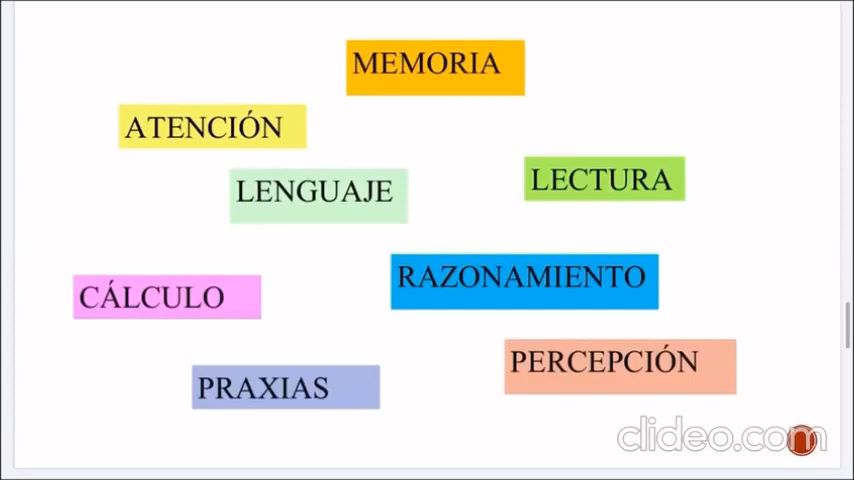 MEMORIA
ATENCIÓN
LECTURA
LENGUAJE
RAZONAMIENTO
CÁLCULO
PERCEPCIÓN
PRAXIAS
clideo.com